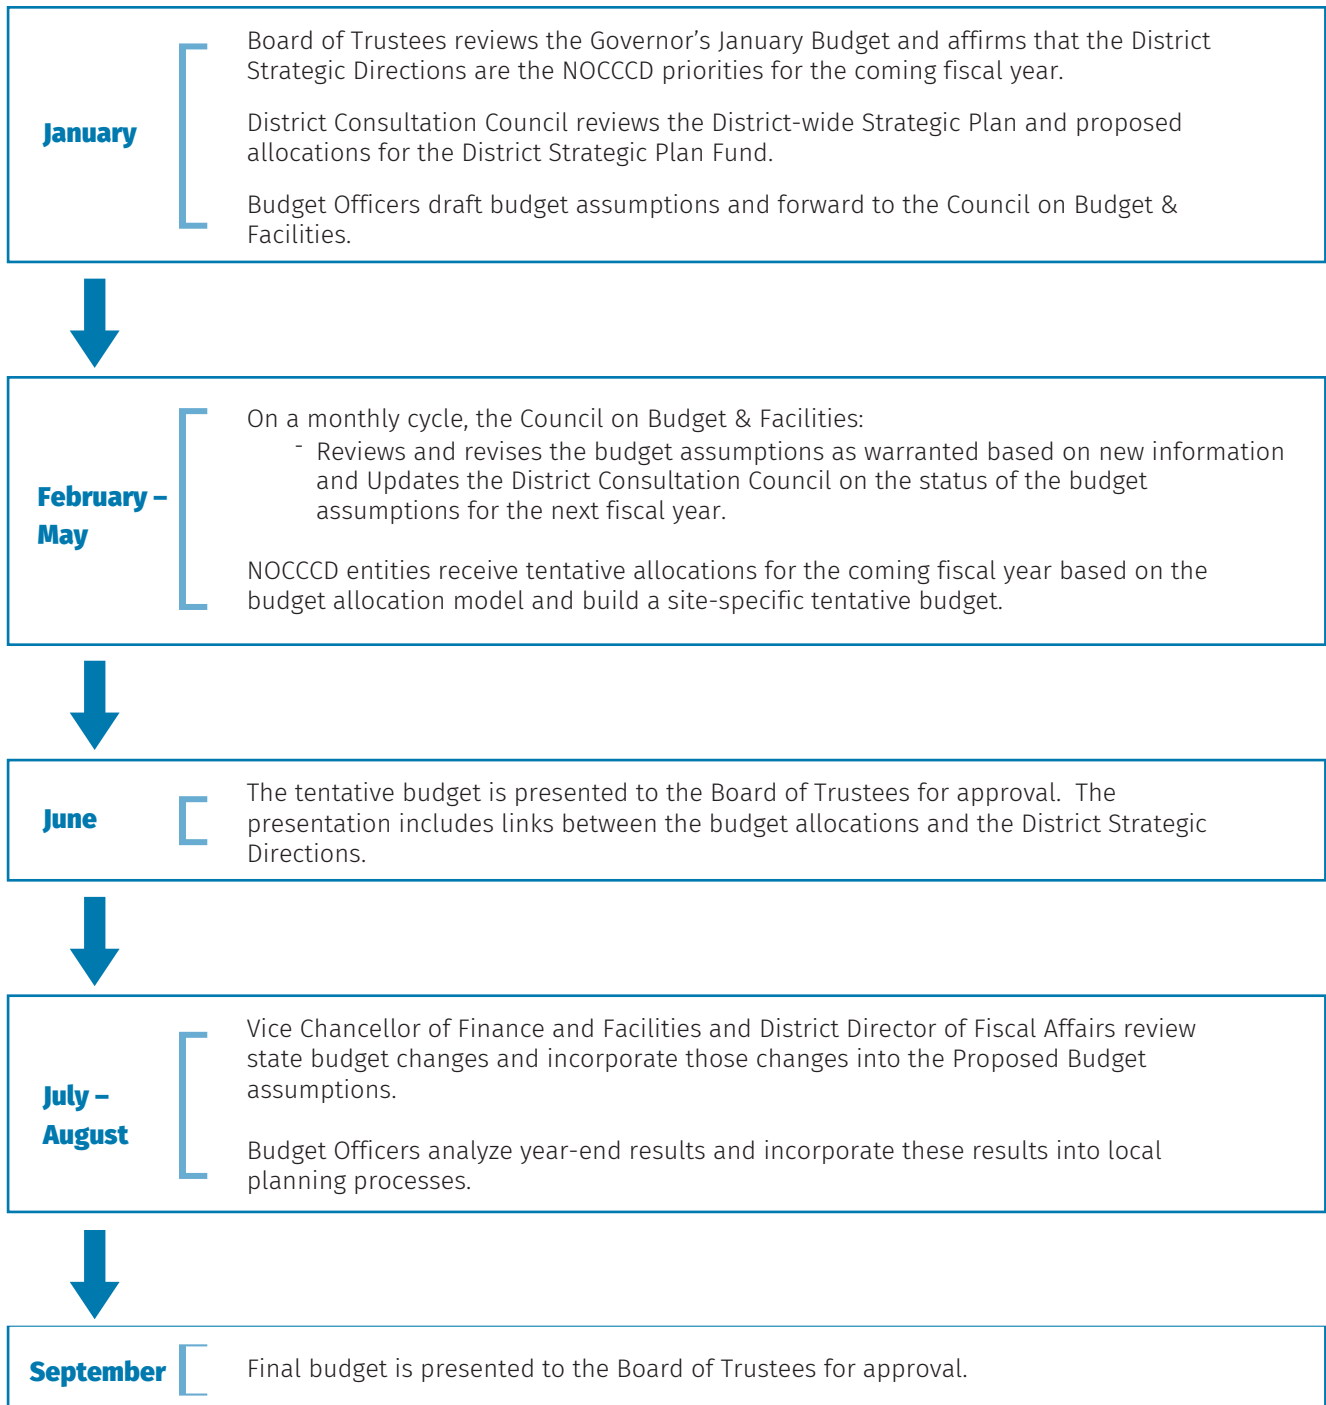 January
Board of Trustees reviews the Governor’s January Budget and affirms that the District
Strategic Directions are the NOCCCD priorities for the coming fiscal year.
District Consultation Council reviews the District-wide Strategic Plan and proposed
allocations for the District Strategic Plan Fund.
Budget Officers draft budget assumptions and forward to the Council on Budget &
Facilities.
February –
May
On a monthly cycle, the Council on Budget & Facilities:
- Reviews and revises the budget assumptions as warranted based on new information
and Updates the District Consultation Council on the status of the budget
assumptions for the next fiscal year.
NOCCCD entities receive tentative allocations for the coming fiscal year based on the
budget allocation model and build a site-specific tentative budget.
June
The tentative budget is presented to the Board of Trustees for approval.  The
presentation includes links between the budget allocations and the District Strategic
Directions.
July –
August
Vice Chancellor of Finance and Facilities and District Director of Fiscal Affairs review
state budget changes and incorporate those changes into the Proposed Budget
assumptions.
Budget Officers analyze year-end results and incorporate these results into local
planning processes.
September
Final budget is presented to the Board of Trustees for approval.